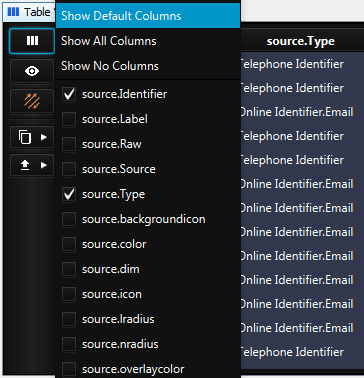 Table
Show Default Columns
Show All Columns
Show No Columns
source.Identifier
source.Label
source.Raw
source.Source
source.Type
source.backgroundicon
source.color
source.dim
source.icon
source.lradius
source.nradius
source.overlaycolor
source.Type
Telephone Identifier
Telephone Identifier
Online Identifier.Email
Telephone Identifier
Telephone Identifier
Online Identifier.Email
Online Identifier.Email
Online Identifier.Email
Online Identifier.Email
Online Identifier.Email
Online Identifier.Email
Online Identifier.Email
Telephone Identifier